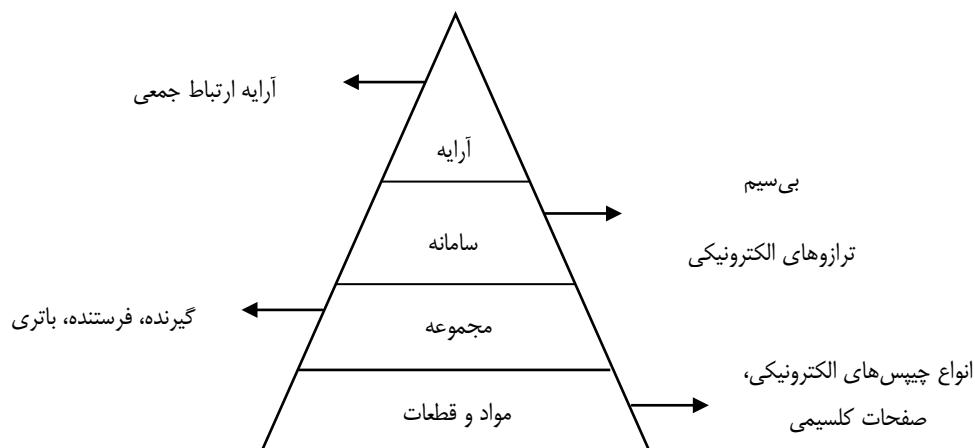 آرایه ارتباط جمعی
آرایه
بی‌سیم
سامانه
ترازوهای الکترونیکی
گیرنده، فرستنده، باتری
مجموعه
انواع چیپس‌های الکترونیکی،
صفحات کلسیمی
مواد و قطعات